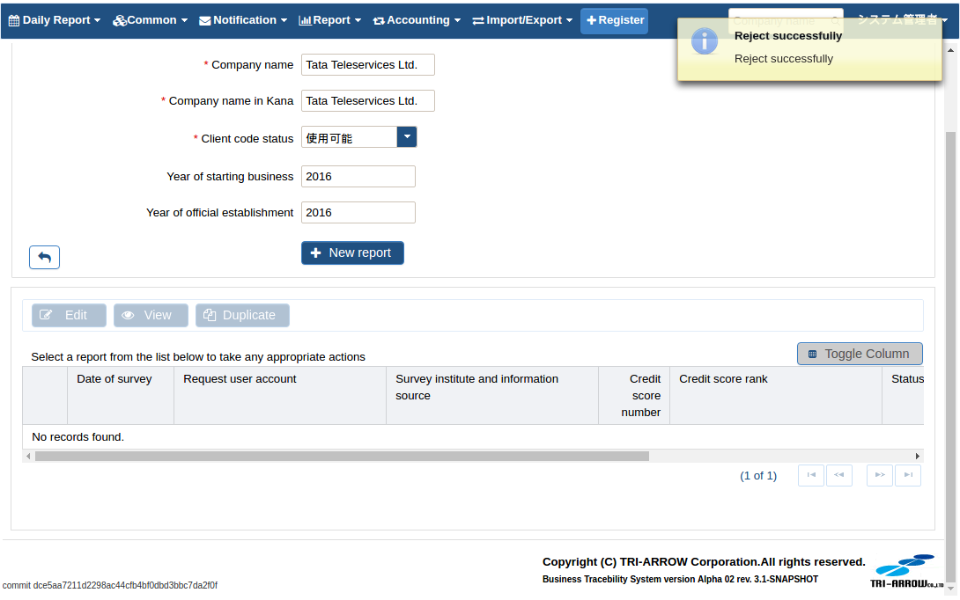 Daily Report Common Notification Report Accounting Import/Export + Register Company name システム管理者
Reject successfully
Reject successfully
* Company name Tata Teleservices Ltd.
* Company name in Kana Tata Teleservices Ltd.
* Client code status 使用可能
Year of starting business 2016
Year of official establishment 2016
+ New report
Edit View Duplicate
Toggle Column
Select a report from the list below to take any appropriate actions
Date of survey Request user account Survey institute and information source Credit score number Credit score rank Status
No records found.
(1 of 1)
Copyright (C) TRI-ARROW Corporation.All rights reserved.
Business Tracebility System version Alpha 02 rev. 3.1-SNAPSHOT
TRI-ARROW Co.,LTD
commit dce5aa7211d2298ac44cfb4bf0dbd3bbc7da2f0f